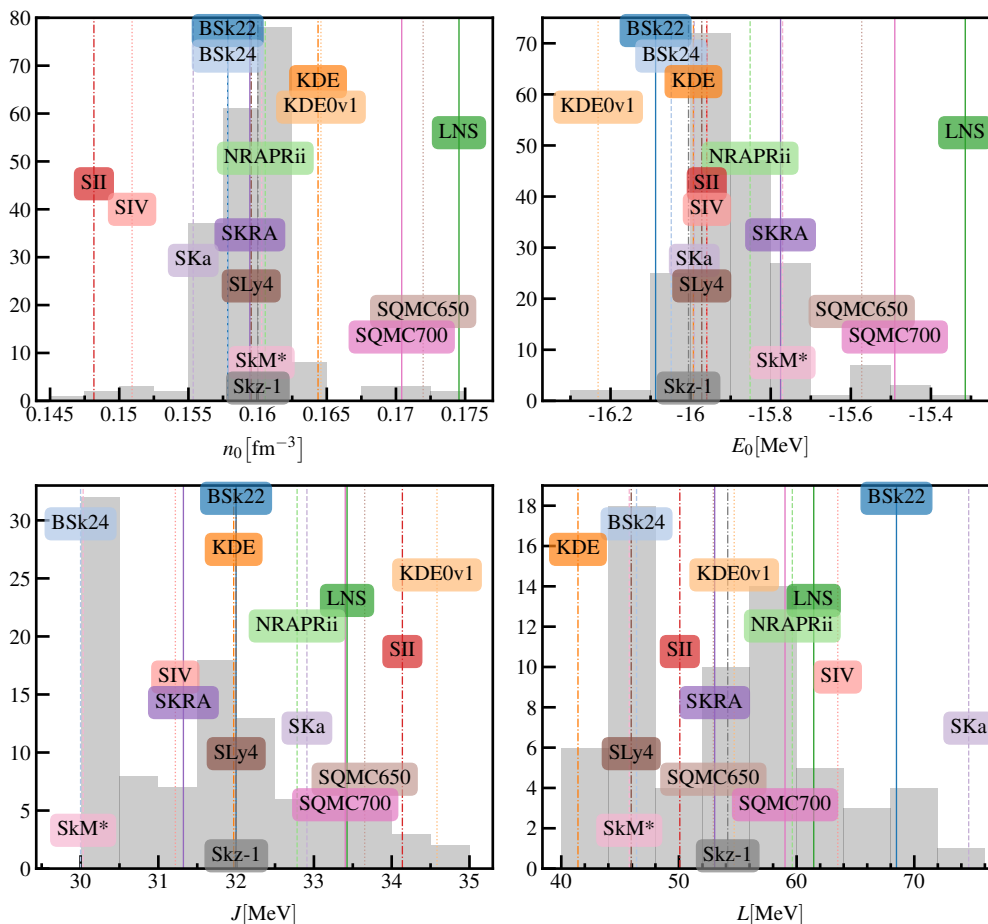 80
70
60
50
40
30
20
10
0
BSk22
BSk24
KDE
KDE0v1
LNS
NRAPRii
SII
SIV
SKRA
SKa
SLy4
SQMC650
SQMC700
SkM*
Skz-1
0.145 0.155 0.160 0.165 0.170 0.175
n₀[fm⁻³]
70
60
50
40
30
20
10
0
BSk22
BSk24
KDE
KDE0v1
LNS
NRAPRii
SII
SIV
SKRA
SKa
SLy4
SQMC650
SQMC700
SkM*
Skz-1
-16.2 -16 -15.8 -15.6 -15.4
E₀[MeV]
30
25
20
15
10
5
0
BSk22
BSk24
KDE
KDE0v1
LNS
NRAPRii
SII
SIV
SKRA
SKa
SLy4
SQMC650
SQMC700
SkM*
Skz-1
30 31 32 33 34 35
J[MeV]
18
16
14
12
10
8
6
4
2
0
BSk22
BSk24
KDE
KDE0v1
LNS
NRAPRii
SII
SIV
SKRA
SKa
SLy4
SQMC650
SQMC700
SkM*
Skz-1
40 50 60 70
L[MeV]